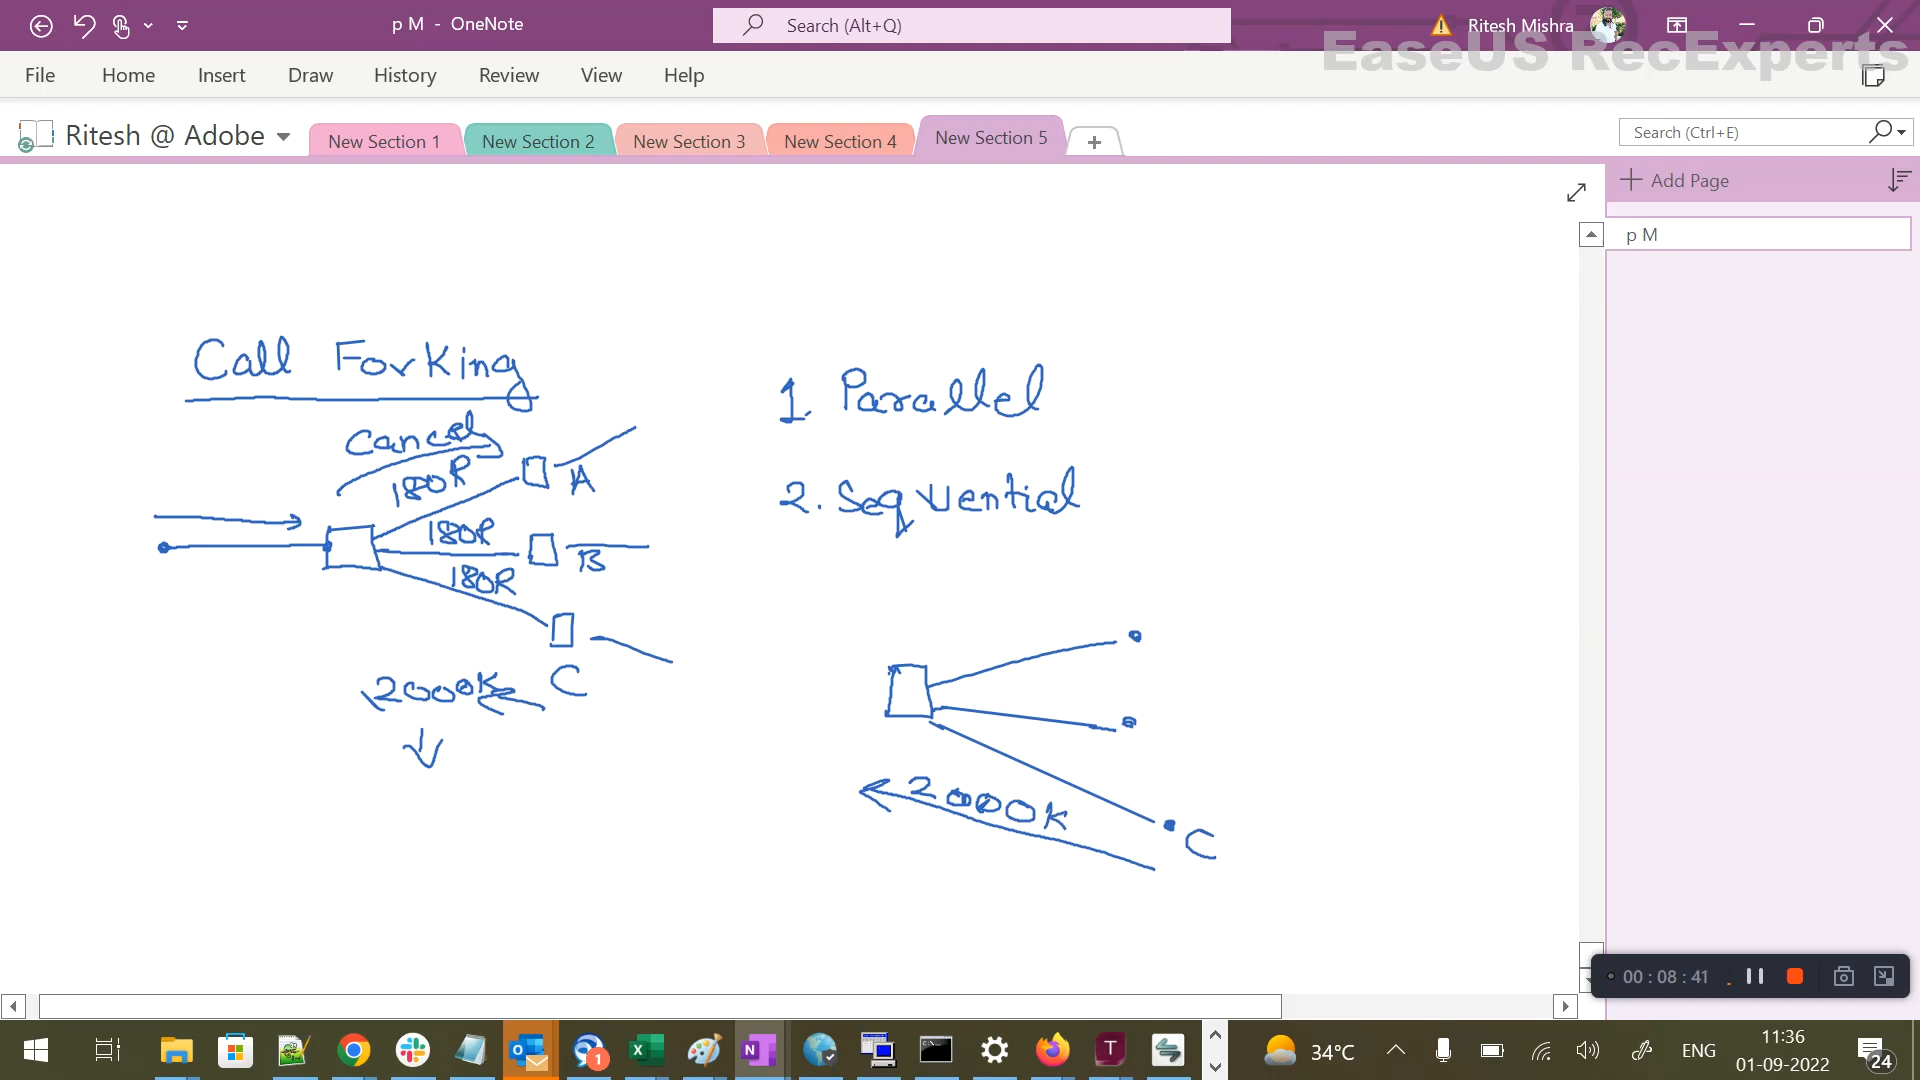 p M - OneNote
Search (Alt+Q)
Ritesh Mishra
EaseUS RecExperts
File Home Insert Draw History Review View Help
Ritesh @ Adobe
New Section 1
New Section 2
New Section 3
New Section 4
New Section 5
Search (Ctrl+E)
Add Page
p M
Call Forking
Cancel
180R
A
180R
B
180R
C
200OK
1. Parallel
2. Sequential
200OK
C
00 : 08 : 41
1
34°C
ENG
11:36
01-09-2022
24